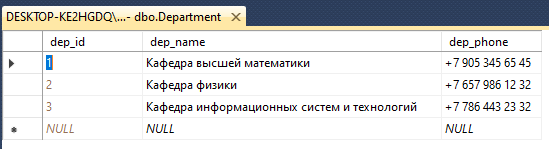 DESKTOP-KE2HGDQ\...- dbo.Department
dep_id dep_name dep_phone
1 Кафедра высшей математики +7 905 345 65 45
2 Кафедра физики +7 657 986 12 32
3 Кафедра информационных систем и технологий +7 786 443 23 32
NULL NULL NULL